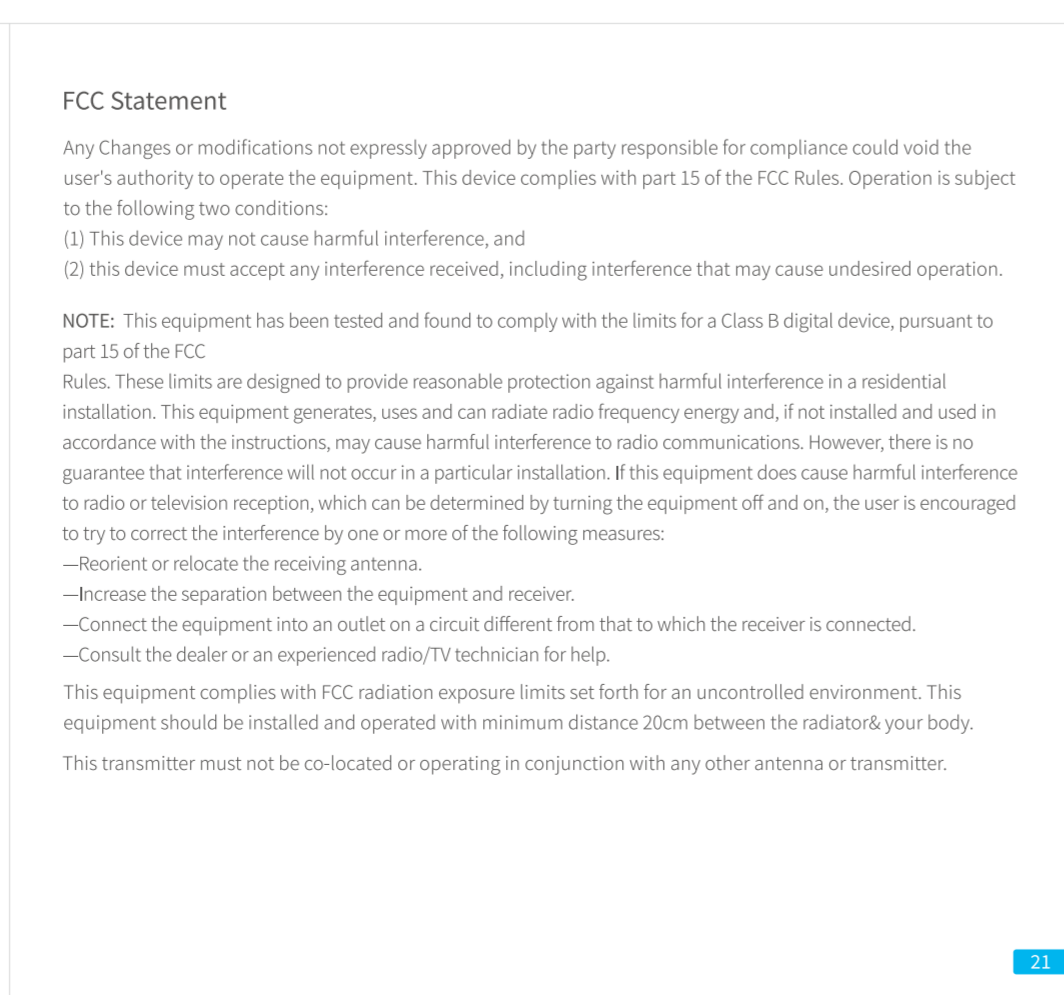 FCC Statement
Any Changes or modifications not expressly approved by the party responsible for compliance could void the
user's authority to operate the equipment. This device complies with part 15 of the FCC Rules. Operation is subject
to the following two conditions:
(1) This device may not cause harmful interference, and
(2) this device must accept any interference received, including interference that may cause undesired operation.
NOTE: This equipment has been tested and found to comply with the limits for a Class B digital device, pursuant to
part 15 of the FCC
Rules. These limits are designed to provide reasonable protection against harmful interference in a residential
installation. This equipment generates, uses and can radiate radio frequency energy and, if not installed and used in
accordance with the instructions, may cause harmful interference to radio communications. However, there is no
guarantee that interference will not occur in a particular installation. If this equipment does cause harmful interference
to radio or television reception, which can be determined by turning the equipment off and on, the user is encouraged
to try to correct the interference by one or more of the following measures:
—Reorient or relocate the receiving antenna.
—Increase the separation between the equipment and receiver.
—Connect the equipment into an outlet on a circuit different from that to which the receiver is connected.
—Consult the dealer or an experienced radio/TV technician for help.
This equipment complies with FCC radiation exposure limits set forth for an uncontrolled environment. This
equipment should be installed and operated with minimum distance 20cm between the radiator& your body.
This transmitter must not be co-located or operating in conjunction with any other antenna or transmitter.
21